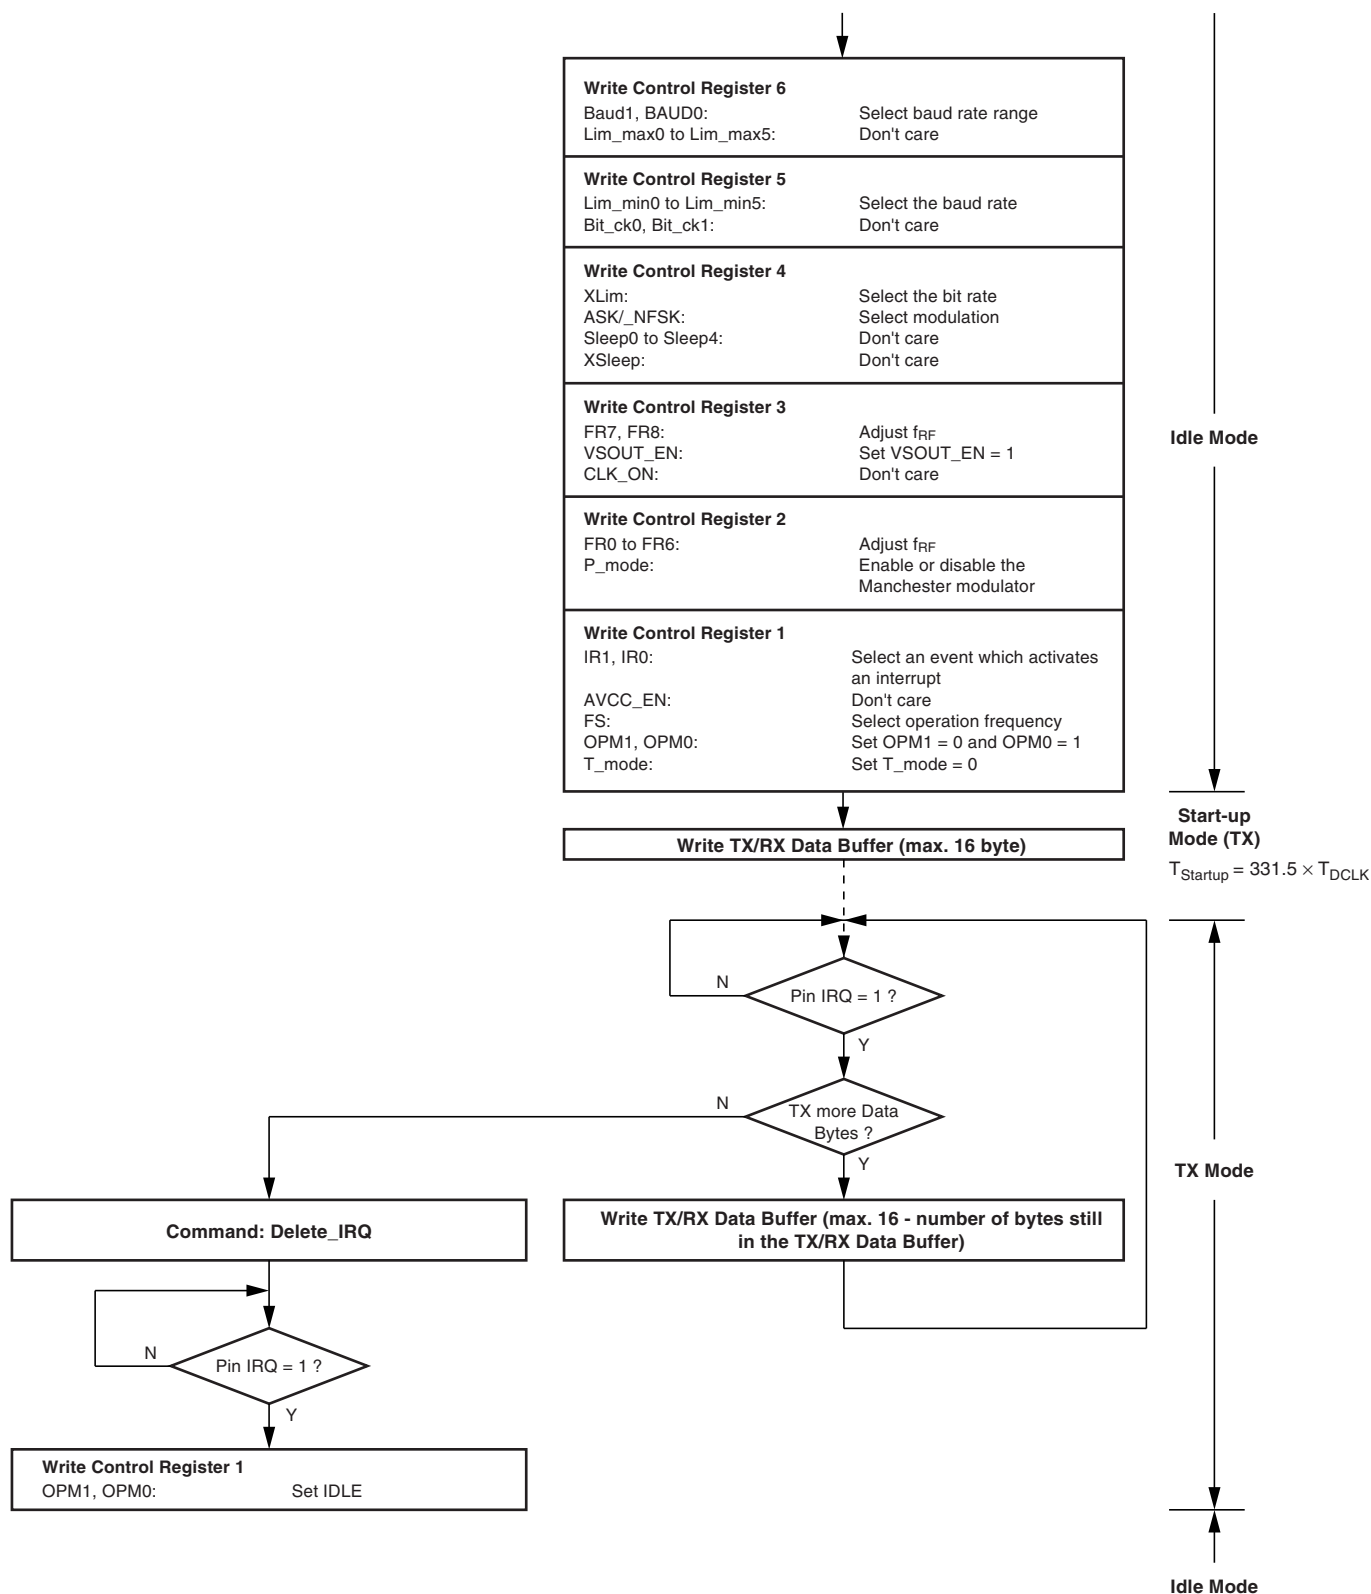 Write Control Register 6
Baud1, BAUD0: Select baud rate range
Lim_max0 to Lim_max5: Don't care
Write Control Register 5
Lim_min0 to Lim_min5: Select the baud rate
Bit_ck0, Bit_ck1: Don't care
Write Control Register 4
XLim: Select the bit rate
ASK/_NFSK: Select modulation
Sleep0 to Sleep4: Don't care
XSleep: Don't care
Write Control Register 3
FR7, FR8: Adjust fRF
VSOUT_EN: Set VSOUT_EN = 1
CLK_ON: Don't care
Idle Mode
Write Control Register 2
FR0 to FR6: Adjust fRF
P_mode: Enable or disable the
Manchester modulator
Write Control Register 1
IR1, IR0: Select an event which activates
an interrupt
AVCC_EN: Don't care
FS: Select operation frequency
OPM1, OPM0: Set OPM1 = 0 and OPM0 = 1
T_mode: Set T_mode = 0
Start-up
Mode (TX)
TStartup = 331.5 × TDCLK
Write TX/RX Data Buffer (max. 16 byte)
N
Pin IRQ = 1 ?
Y
N
TX more Data
Bytes ?
Y
TX Mode
Command: Delete_IRQ
Write TX/RX Data Buffer (max. 16 - number of bytes still
in the TX/RX Data Buffer)
N
Pin IRQ = 1 ?
Y
Write Control Register 1
OPM1, OPM0: Set IDLE
Idle Mode